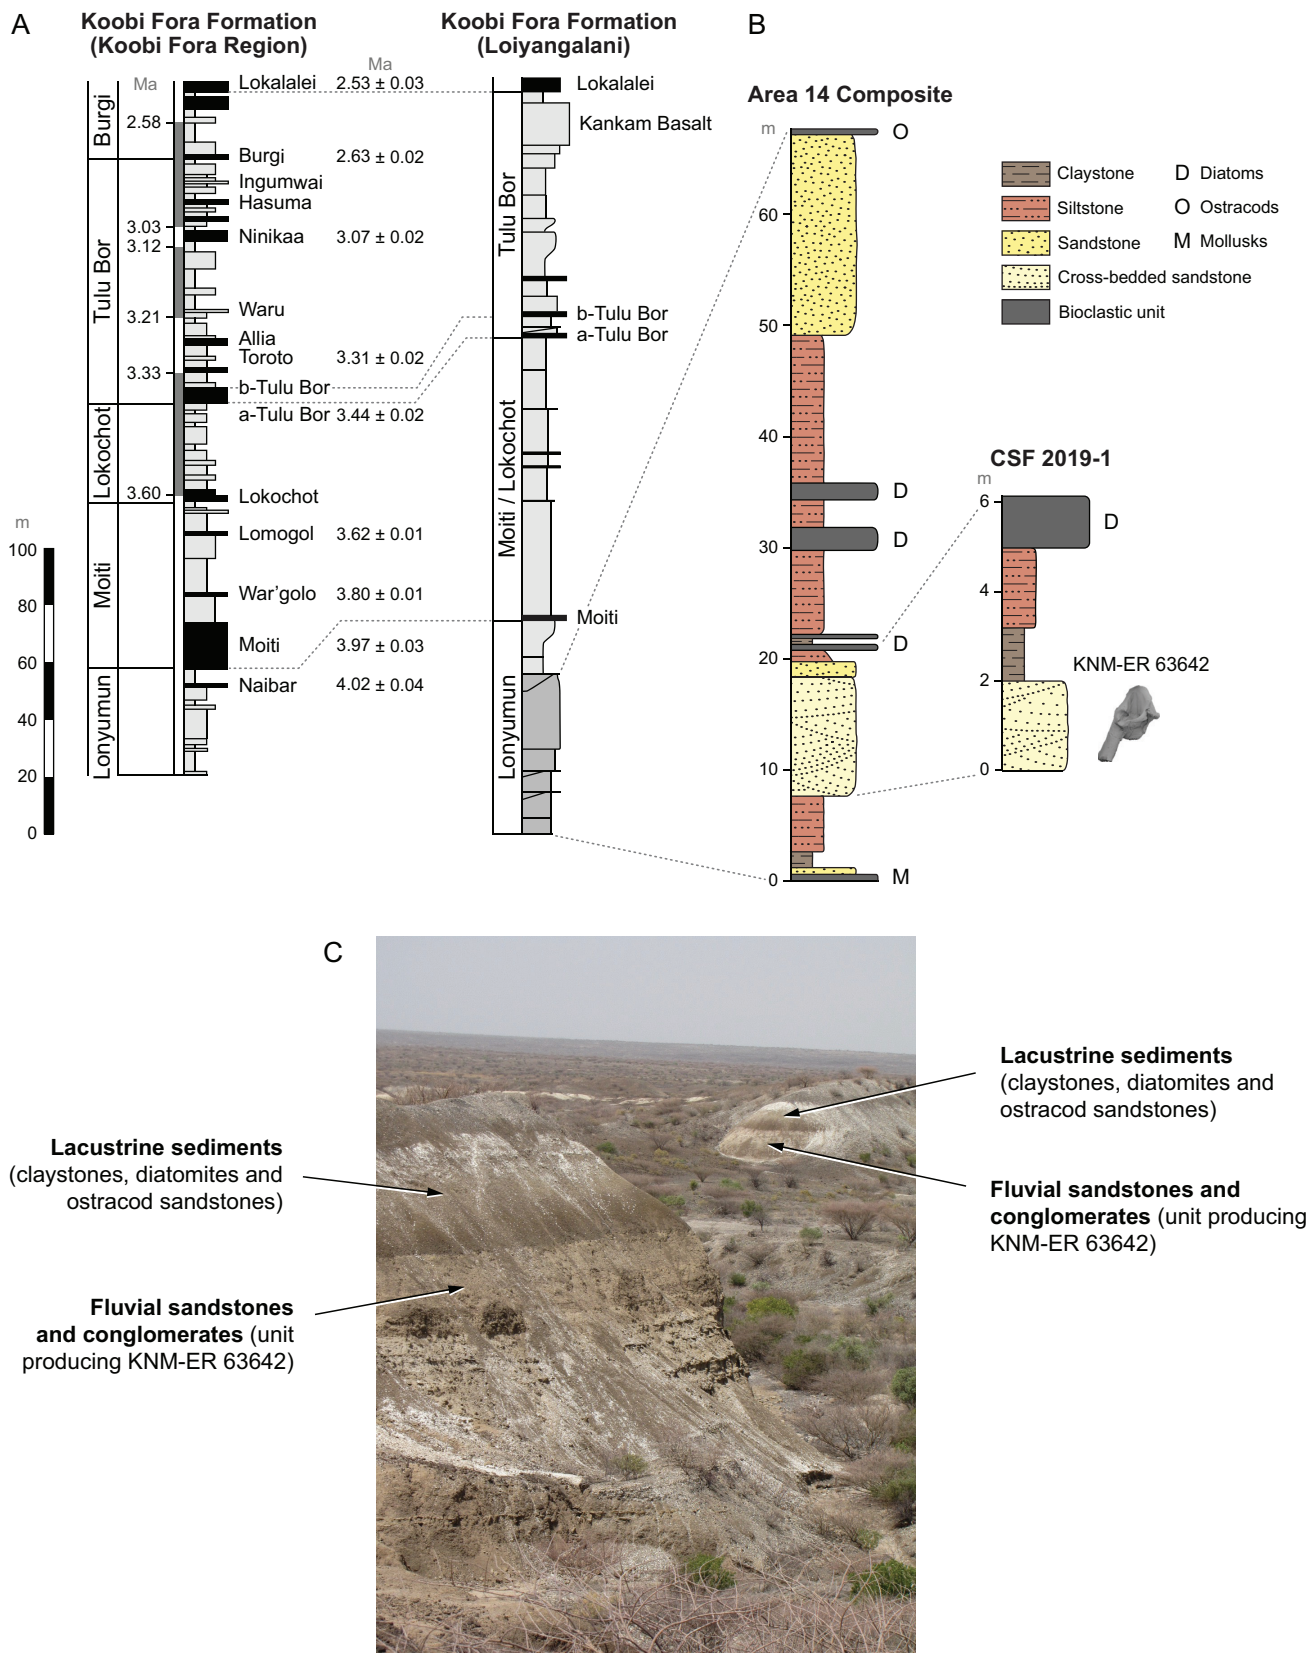 A
Koobi Fora Formation
(Koobi Fora Region)
Koobi Fora Formation
(Loiyangalani)
Ma
Ma
Burgi
Tulu Bor
Lokochot
Moiti
Lonyumun
2.58
3.03
3.12
3.21
3.33
3.60
Lokalalei 2.53 ± 0.03
Burgi 2.63 ± 0.02
Ingumwai
Hasuma
Ninikaa 3.07 ± 0.02
Waru
Allia
Toroto 3.31 ± 0.02
b-Tulu Bor
a-Tulu Bor 3.44 ± 0.02
Lokochot
Lomogol 3.62 ± 0.01
War'golo 3.80 ± 0.01
Moiti 3.97 ± 0.03
Naibar 4.02 ± 0.04
m
100
80
60
40
20
0
Tulu Bor
Moiti / Lokochot
Lonyumun
Lokalalei
Kankam Basalt
b-Tulu Bor
a-Tulu Bor
Moiti
B
Area 14 Composite
m
60
50
40
30
20
10
0
O
D
D
D
M
Claystone
Siltstone
Sandstone
Cross-bedded sandstone
Bioclastic unit
D Diatoms
O Ostracods
M Mollusks
CSF 2019-1
m
6
4
2
0
D
KNM-ER 63642
C
Lacustrine sediments
(claystones, diatomites and
ostracod sandstones)
Fluvial sandstones
and conglomerates (unit
producing KNM-ER 63642)
Lacustrine sediments
(claystones, diatomites and
ostracod sandstones)
Fluvial sandstones and
conglomerates (unit producing
KNM-ER 63642)